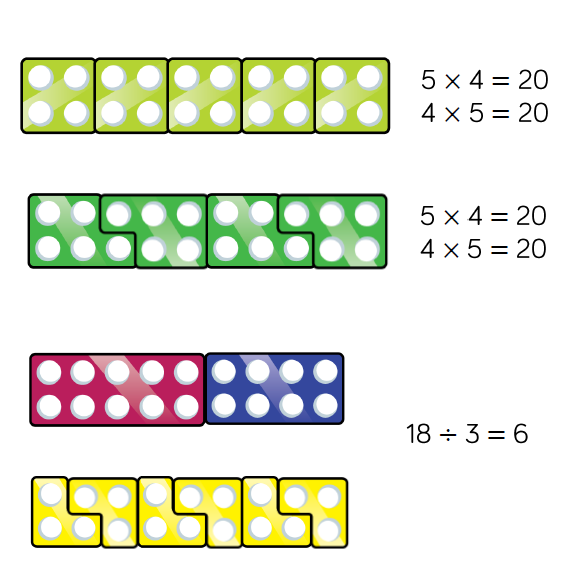 5 × 4 = 20
4 × 5 = 20
5 × 4 = 20
4 × 5 = 20
18 ÷ 3 = 6